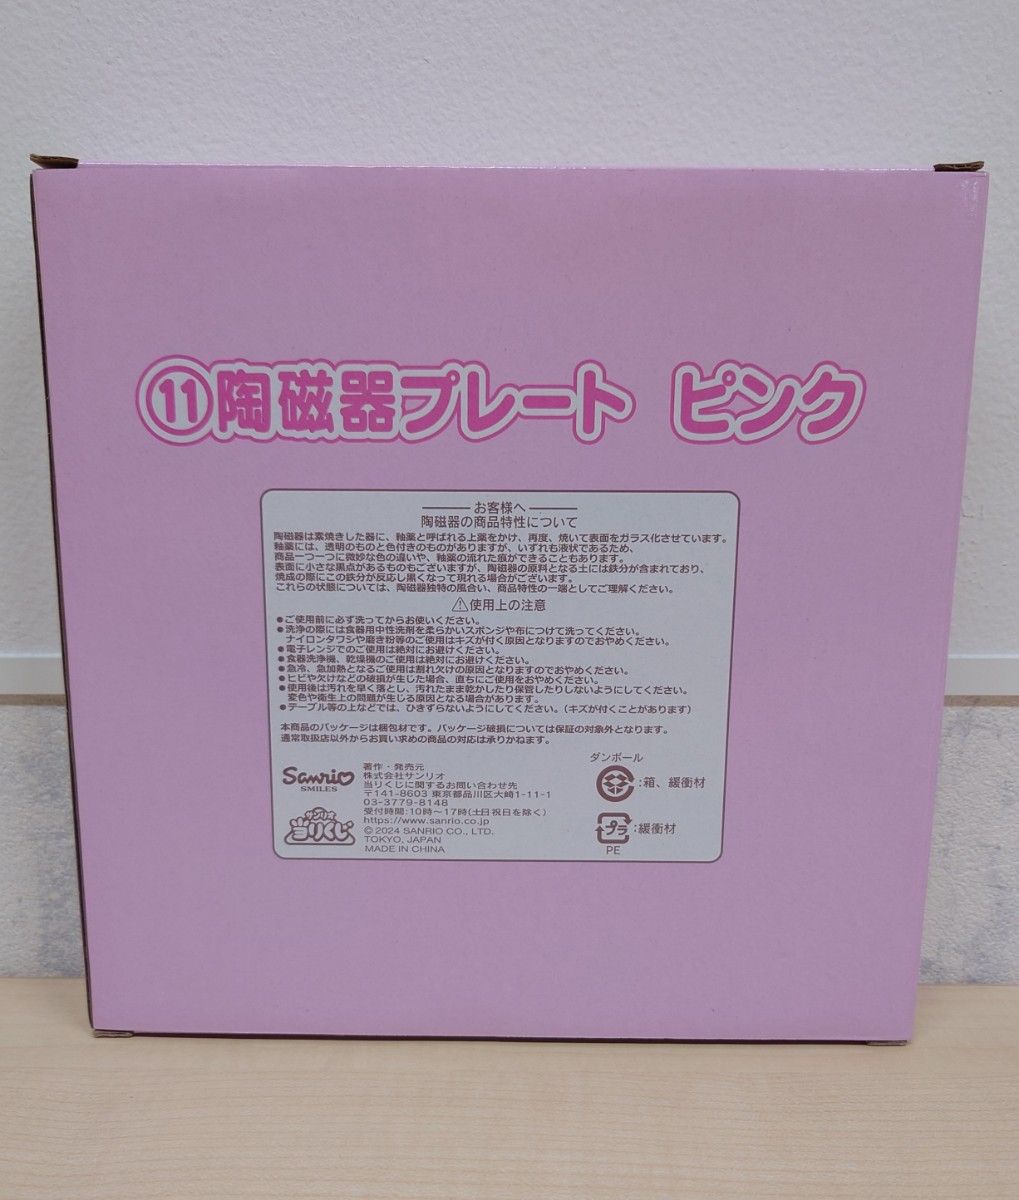 ⑪陶磁器プレート ピンク
お客様へ
陶磁器の商品特性について
陶磁器は素焼きした器に、釉薬と呼ばれる上薬をかけ、再度、焼いて表面をガラス化させています。
釉薬には、透明のものと色付きのものがありますが、いずれも液状であるため、
商品一つ一つに微妙な色の違いや、釉薬の流れた痕ができることもあります。
表面に小さな黒点があるものもございますが、陶磁器の原料となる土には鉄分が含まれており、
焼成の際にこの鉄分が反応し黒くなって現れる場合がございます。
これらの状態については、陶磁器独特の風合い、商品特性の一端としてご理解ください。
⚠使用上の注意
●ご使用前に必ず洗ってからお使いください。
●洗浄の際には食器用中性洗剤を柔らかいスポンジや布につけて洗ってください。
ナイロンタワシや磨き粉等のご使用はキズが付く原因となりますのでおやめください。
●電子レンジでのご使用は絶対にお避けください。
●食器洗浄機、乾燥機のご使用は絶対にお避けください。
●急冷、急加熱となるご使用は割れ欠けの原因となりますのでおやめください。
●ヒビや欠けなどの破損が生じた場合、直ちにご使用をおやめください。
●使用後は汚れを早く落とし、汚れたまま乾かしたり保管したりしないようにしてください。
変色や衛生上の問題が生じる原因となる場合があります。
●テーブル等の上などでは、ひきずらないようにしてください。(キズが付くことがあります)
本商品のパッケージは梱包材です。パッケージ破損については保証の対象外となります。
通常取扱店以外からお買い求めの商品の対応は承りかねます。
Sanrio
SMILES
サンリオ
当りくじ
著作・発売元
株式会社サンリオ
当りくじに関するお問い合わせ先
〒141-8603 東京都品川区大崎1-11-1
03-3779-8148
受付時間:10時〜17時(土日祝日を除く)
https://www.sanrio.co.jp
© 2024 SANRIO CO., LTD.
TOKYO, JAPAN
MADE IN CHINA
ダンボール
:箱、緩衝材
プラ:緩衝材
PE